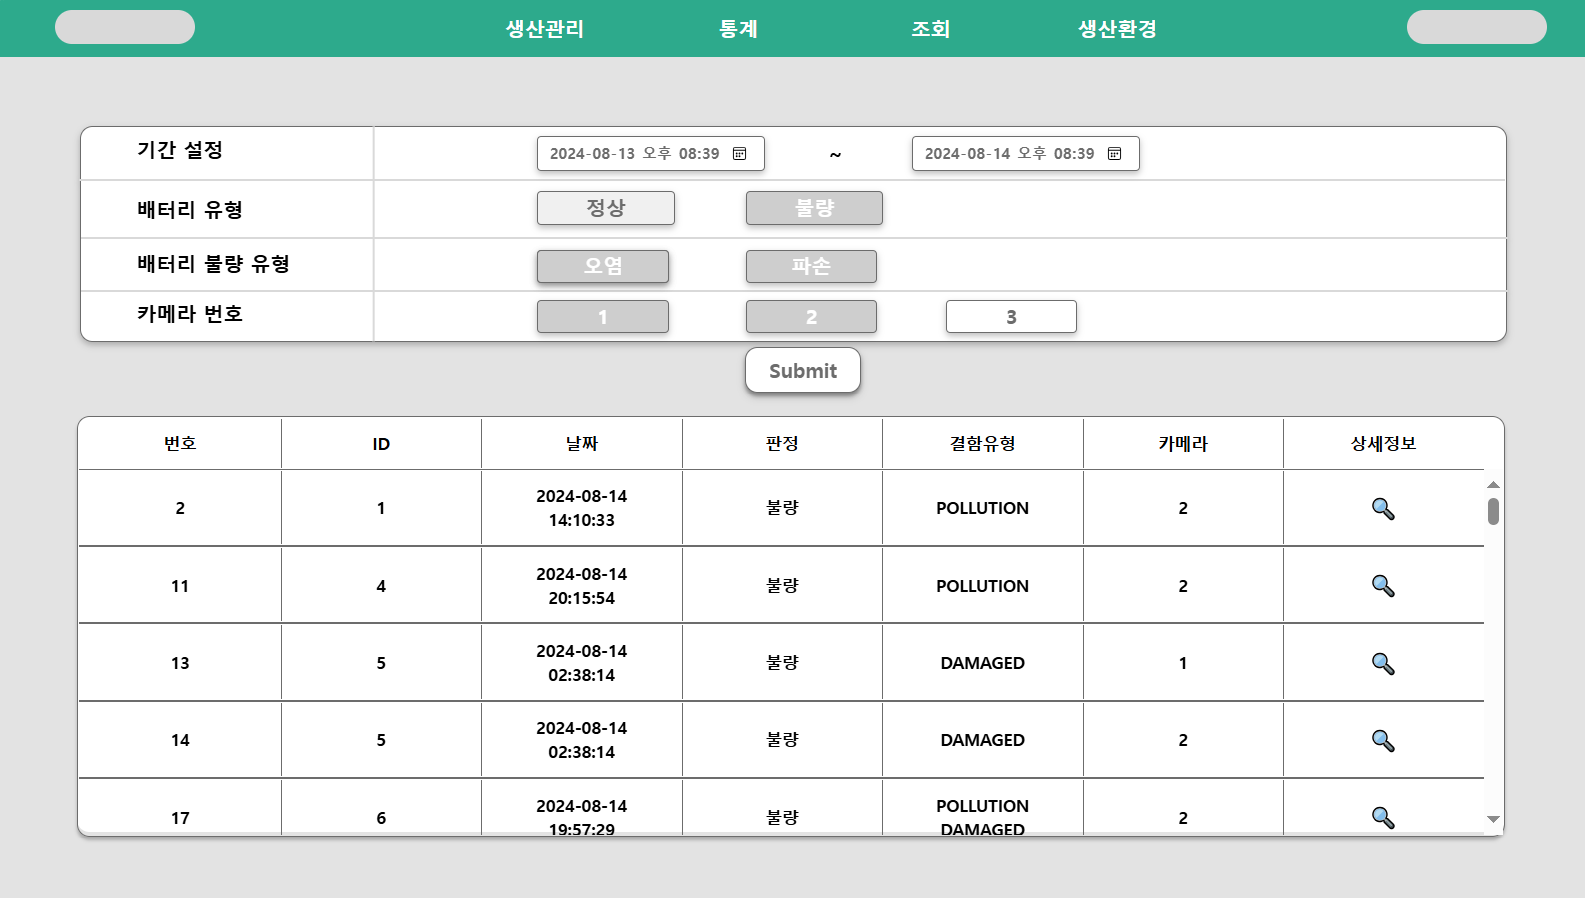 생산관리 통계 조회 생산환경
기간 설정 2024-08-13 오후 08:39 ~ 2024-08-14 오후 08:39
배터리 유형 정상 불량
배터리 불량 유형 오염 파손
카메라 번호 1 2 3
Submit
번호 ID 날짜 판정 결함유형 카메라 상세정보
2 1 2024-08-14 14:10:33 불량 POLLUTION 2
11 4 2024-08-14 20:15:54 불량 POLLUTION 2
13 5 2024-08-14 02:38:14 불량 DAMAGED 1
14 5 2024-08-14 02:38:14 불량 DAMAGED 2
17 6 2024-08-14 19:57:29 불량 POLLUTION DAMAGED 2